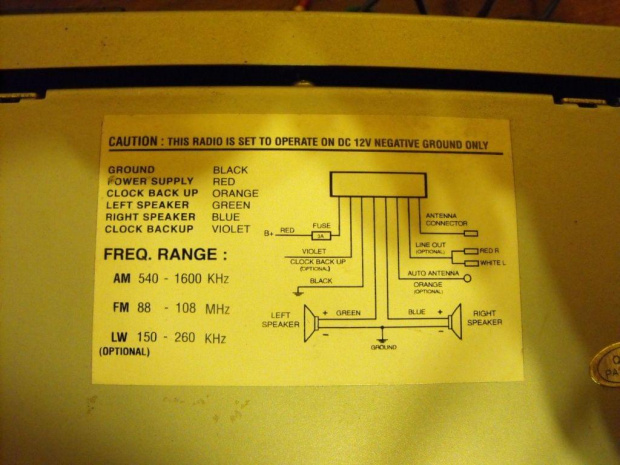 CAUTION : THIS RADIO IS SET TO OPERATE ON DC 12V NEGATIVE GROUND ONLY
GROUND BLACK
POWER SUPPLY RED
CLOCK BACK UP ORANGE
LEFT SPEAKER GREEN
RIGHT SPEAKER BLUE
CLOCK BACKUP VIOLET
FREQ. RANGE :
AM 540 - 1600 KHz
FM 88 - 108 MHz
LW 150 - 260 KHz
(OPTIONAL)
ANTENNA
CONNECTOR
B+ RED FUSE
3A
LINE OUT
(OPTIONAL)
RED R
WHITE L
VIOLET
CLOCK BACK UP
(OPTIONAL)
AUTO ANTENNA
ORANGE
(OPTIONAL)
BLACK
LEFT
SPEAKER
+ GREEN
−
BLUE +
−
RIGHT
SPEAKER
GROUND